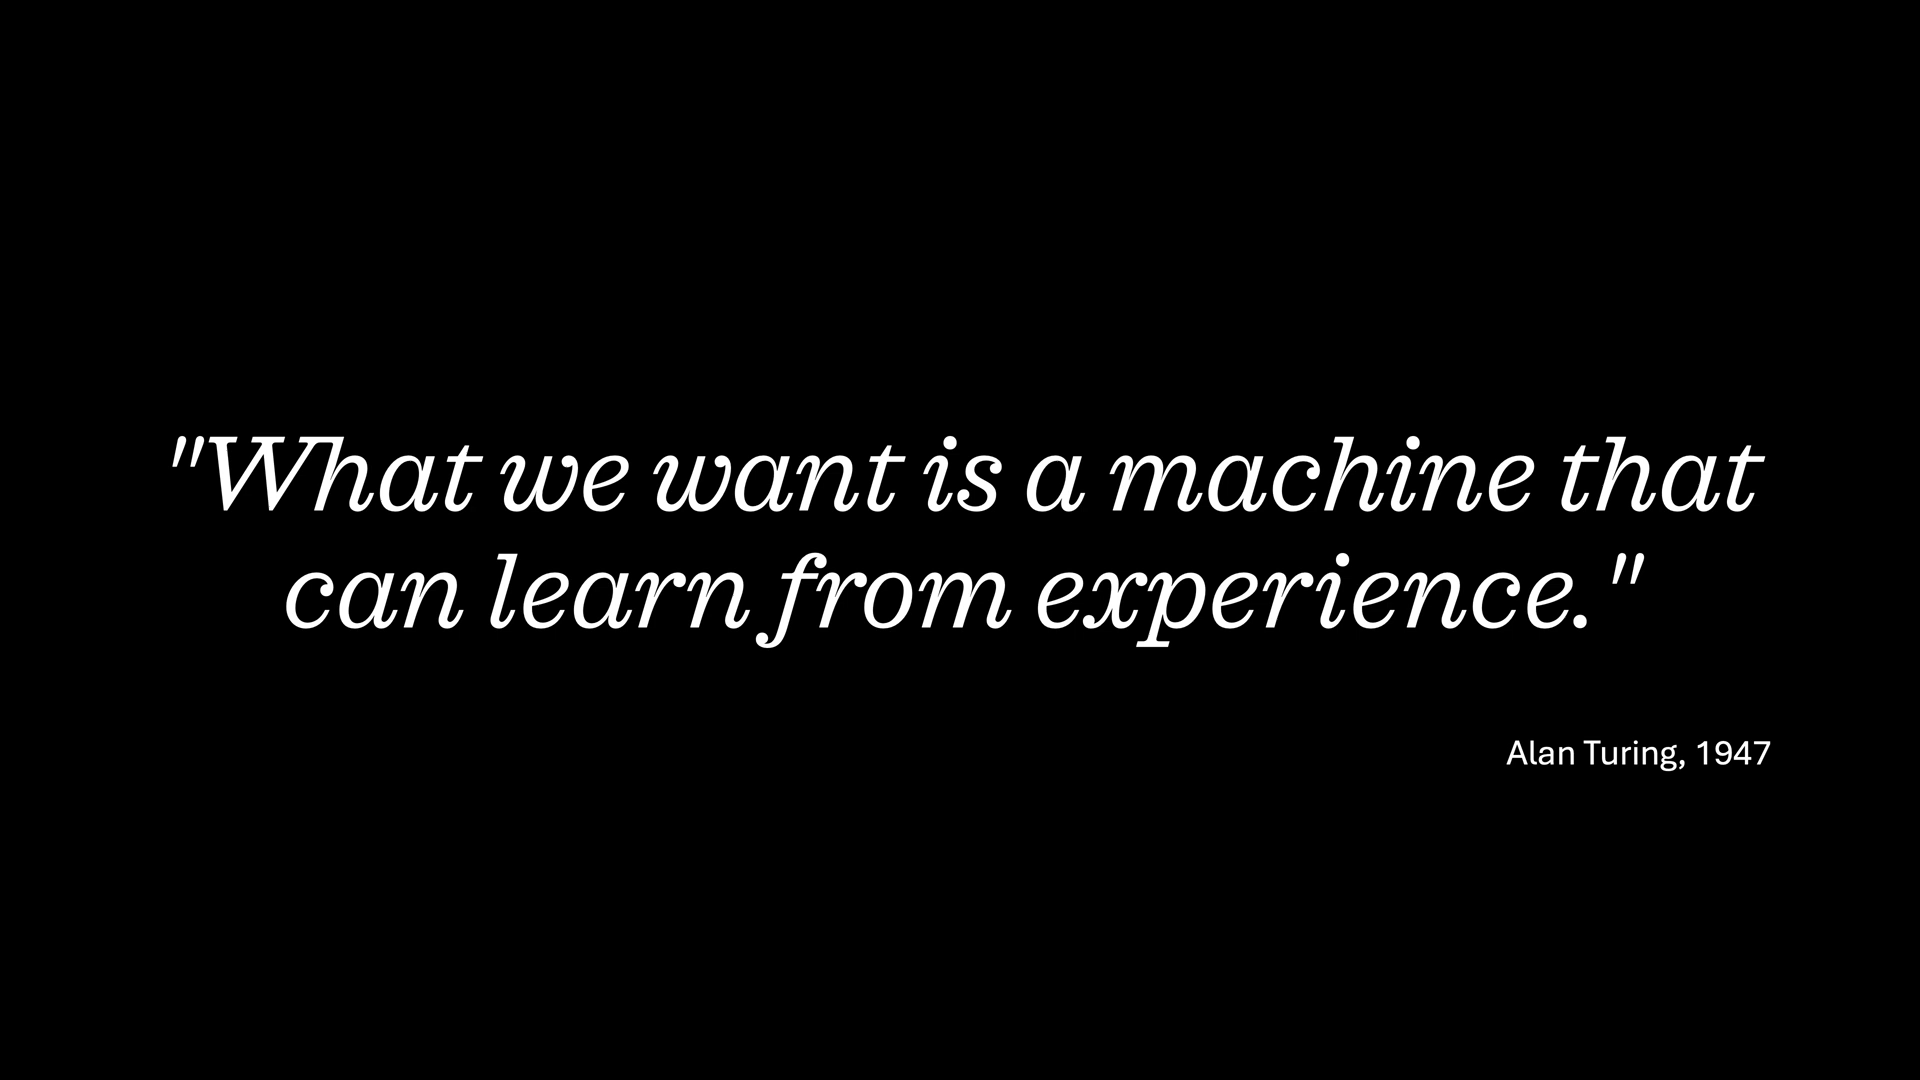 "What we want is a machine that
can learn from experience."
Alan Turing, 1947